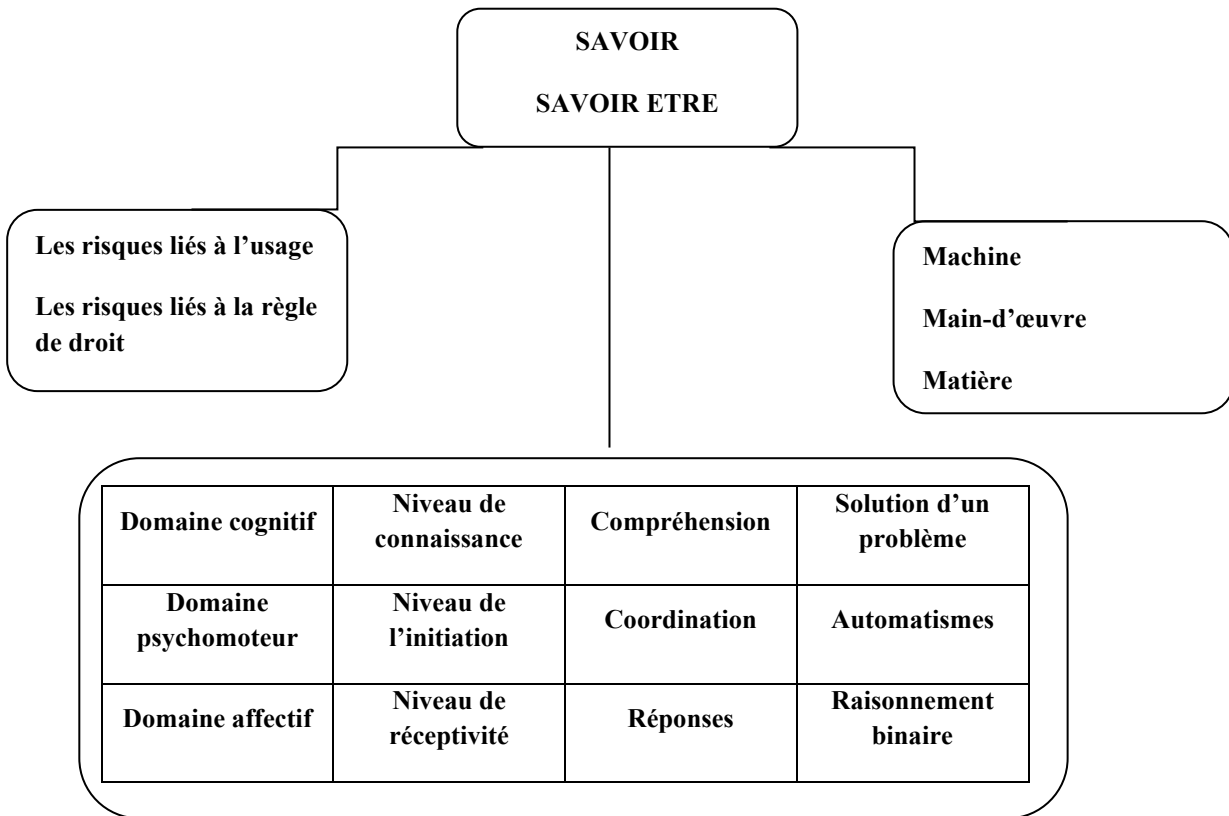 SAVOIR
SAVOIR ETRE
Les risques liés à l’usage
Les risques liés à la règle
de droit
Machine
Main-d’œuvre
Matière
Domaine cognitif
Niveau de
connaissance
Compréhension
Solution d’un
problème
Domaine
psychomoteur
Niveau de
l’initiation
Coordination
Automatismes
Domaine affectif
Niveau de
réceptivité
Réponses
Raisonnement
binaire